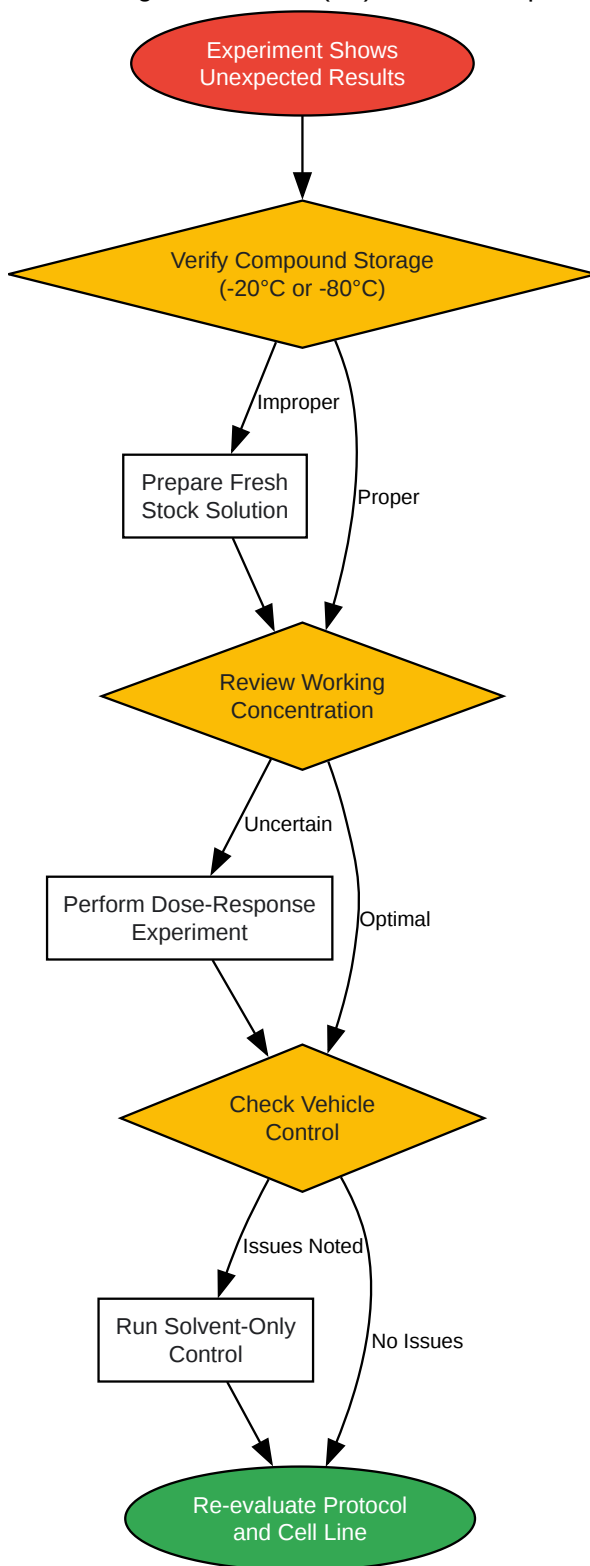 Experiment Shows
Unexpected Results
Verify Compound Storage
(-20°C or -80°C)
Improper
Proper
Prepare Fresh
Stock Solution
Review Working
Concentration
Uncertain
Optimal
Perform Dose-Response
Experiment
Check Vehicle
Control
Issues Noted
No Issues
Run Solvent-Only
Control
Re-evaluate Protocol
and Cell Line